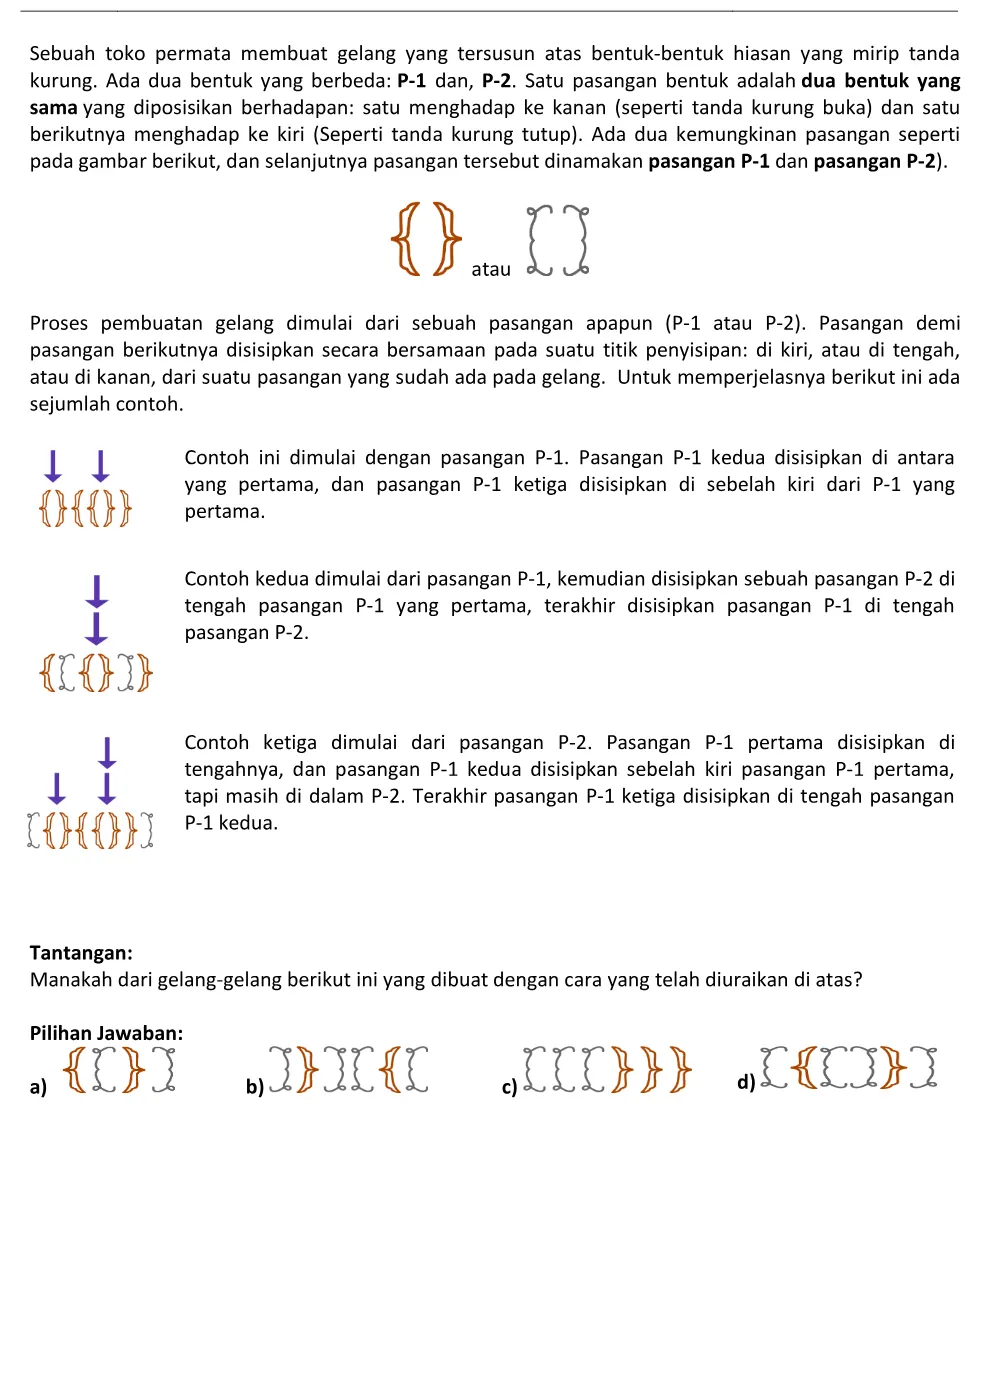 Sebuah toko permata membuat gelang yang tersusun atas bentuk-bentuk hiasan yang mirip tanda
kurung. Ada dua bentuk yang berbeda: P-1 dan, P-2. Satu pasangan bentuk adalah dua bentuk yang
sama yang diposisikan berhadapan: satu menghadap ke kanan (seperti tanda kurung buka) dan satu
berikutnya menghadap ke kiri (Seperti tanda kurung tutup). Ada dua kemungkinan pasangan seperti
pada gambar berikut, dan selanjutnya pasangan tersebut dinamakan pasangan P-1 dan pasangan P-2).
atau
Proses pembuatan gelang dimulai dari sebuah pasangan apapun (P-1 atau P-2). Pasangan demi
pasangan berikutnya disisipkan secara bersamaan pada suatu titik penyisipan: di kiri, atau di tengah,
atau di kanan, dari suatu pasangan yang sudah ada pada gelang. Untuk memperjelasnya berikut ini ada
sejumlah contoh.
Contoh ini dimulai dengan pasangan P-1. Pasangan P-1 kedua disisipkan di antara
yang pertama, dan pasangan P-1 ketiga disisipkan di sebelah kiri dari P-1 yang
pertama.
Contoh kedua dimulai dari pasangan P-1, kemudian disisipkan sebuah pasangan P-2 di
tengah pasangan P-1 yang pertama, terakhir disisipkan pasangan P-1 di tengah
pasangan P-2.
Contoh ketiga dimulai dari pasangan P-2. Pasangan P-1 pertama disisipkan di
tengahnya, dan pasangan P-1 kedua disisipkan sebelah kiri pasangan P-1 pertama,
tapi masih di dalam P-2. Terakhir pasangan P-1 ketiga disisipkan di tengah pasangan
P-1 kedua.
Tantangan:
Manakah dari gelang-gelang berikut ini yang dibuat dengan cara yang telah diuraikan di atas?
Pilihan Jawaban:
a) b) c) d)